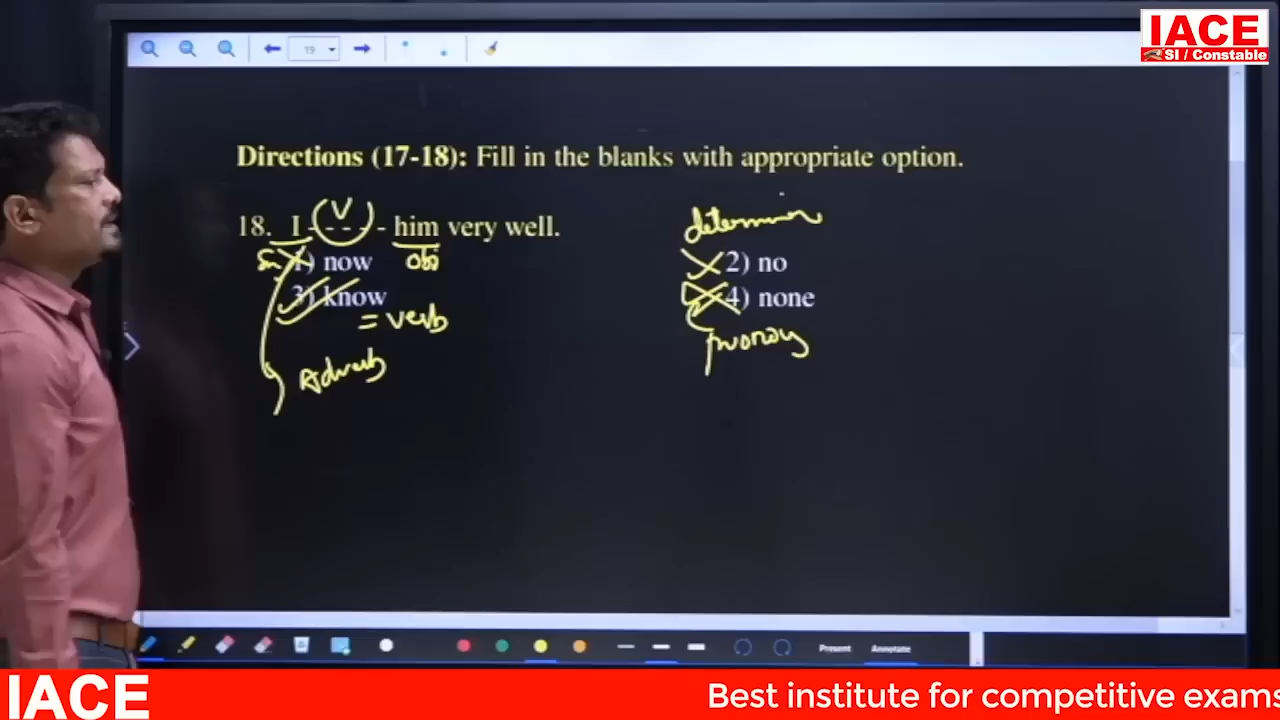 IACE
SI / Constable
19
Directions (17-18): Fill in the blanks with appropriate option.
determiner
V
18. I - - - - him very well.
obj
1) now
2) no
3) know
4) none
= verb
pronoun
Adverb
Present
Annotate
IACE
Best institute for competitive exams